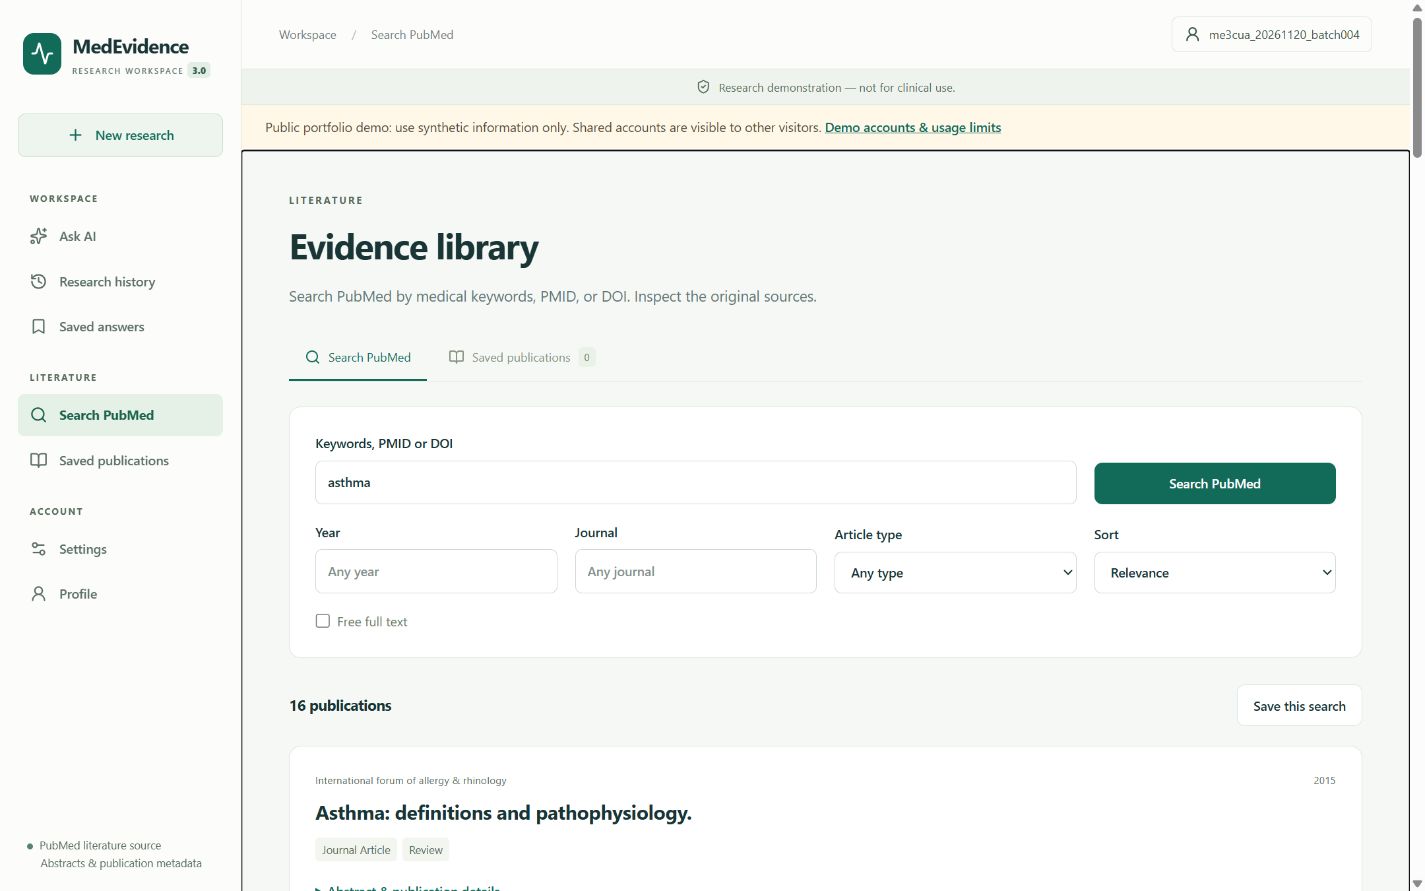 MedEvidence
RESEARCH WORKSPACE 3.0
New research
WORKSPACE
Ask AI
Research history
Saved answers
LITERATURE
Search PubMed
Saved publications
ACCOUNT
Settings
Profile
PubMed literature source
Abstracts & publication metadata
Workspace / Search PubMed
me3cua_20261120_batch004
Research demonstration — not for clinical use.
Public portfolio demo: use synthetic information only. Shared accounts are visible to other visitors. Demo accounts & usage limits
LITERATURE
Evidence library
Search PubMed by medical keywords, PMID, or DOI. Inspect the original sources.
Search PubMed
Saved publications 0
Keywords, PMID or DOI
asthma
Search PubMed
Year
Journal
Article type
Sort
Any year
Any journal
Any type
Relevance
Free full text
16 publications
Save this search
International forum of allergy & rhinology
2015
Asthma: definitions and pathophysiology.
Journal Article
Review
Abstract & publication details